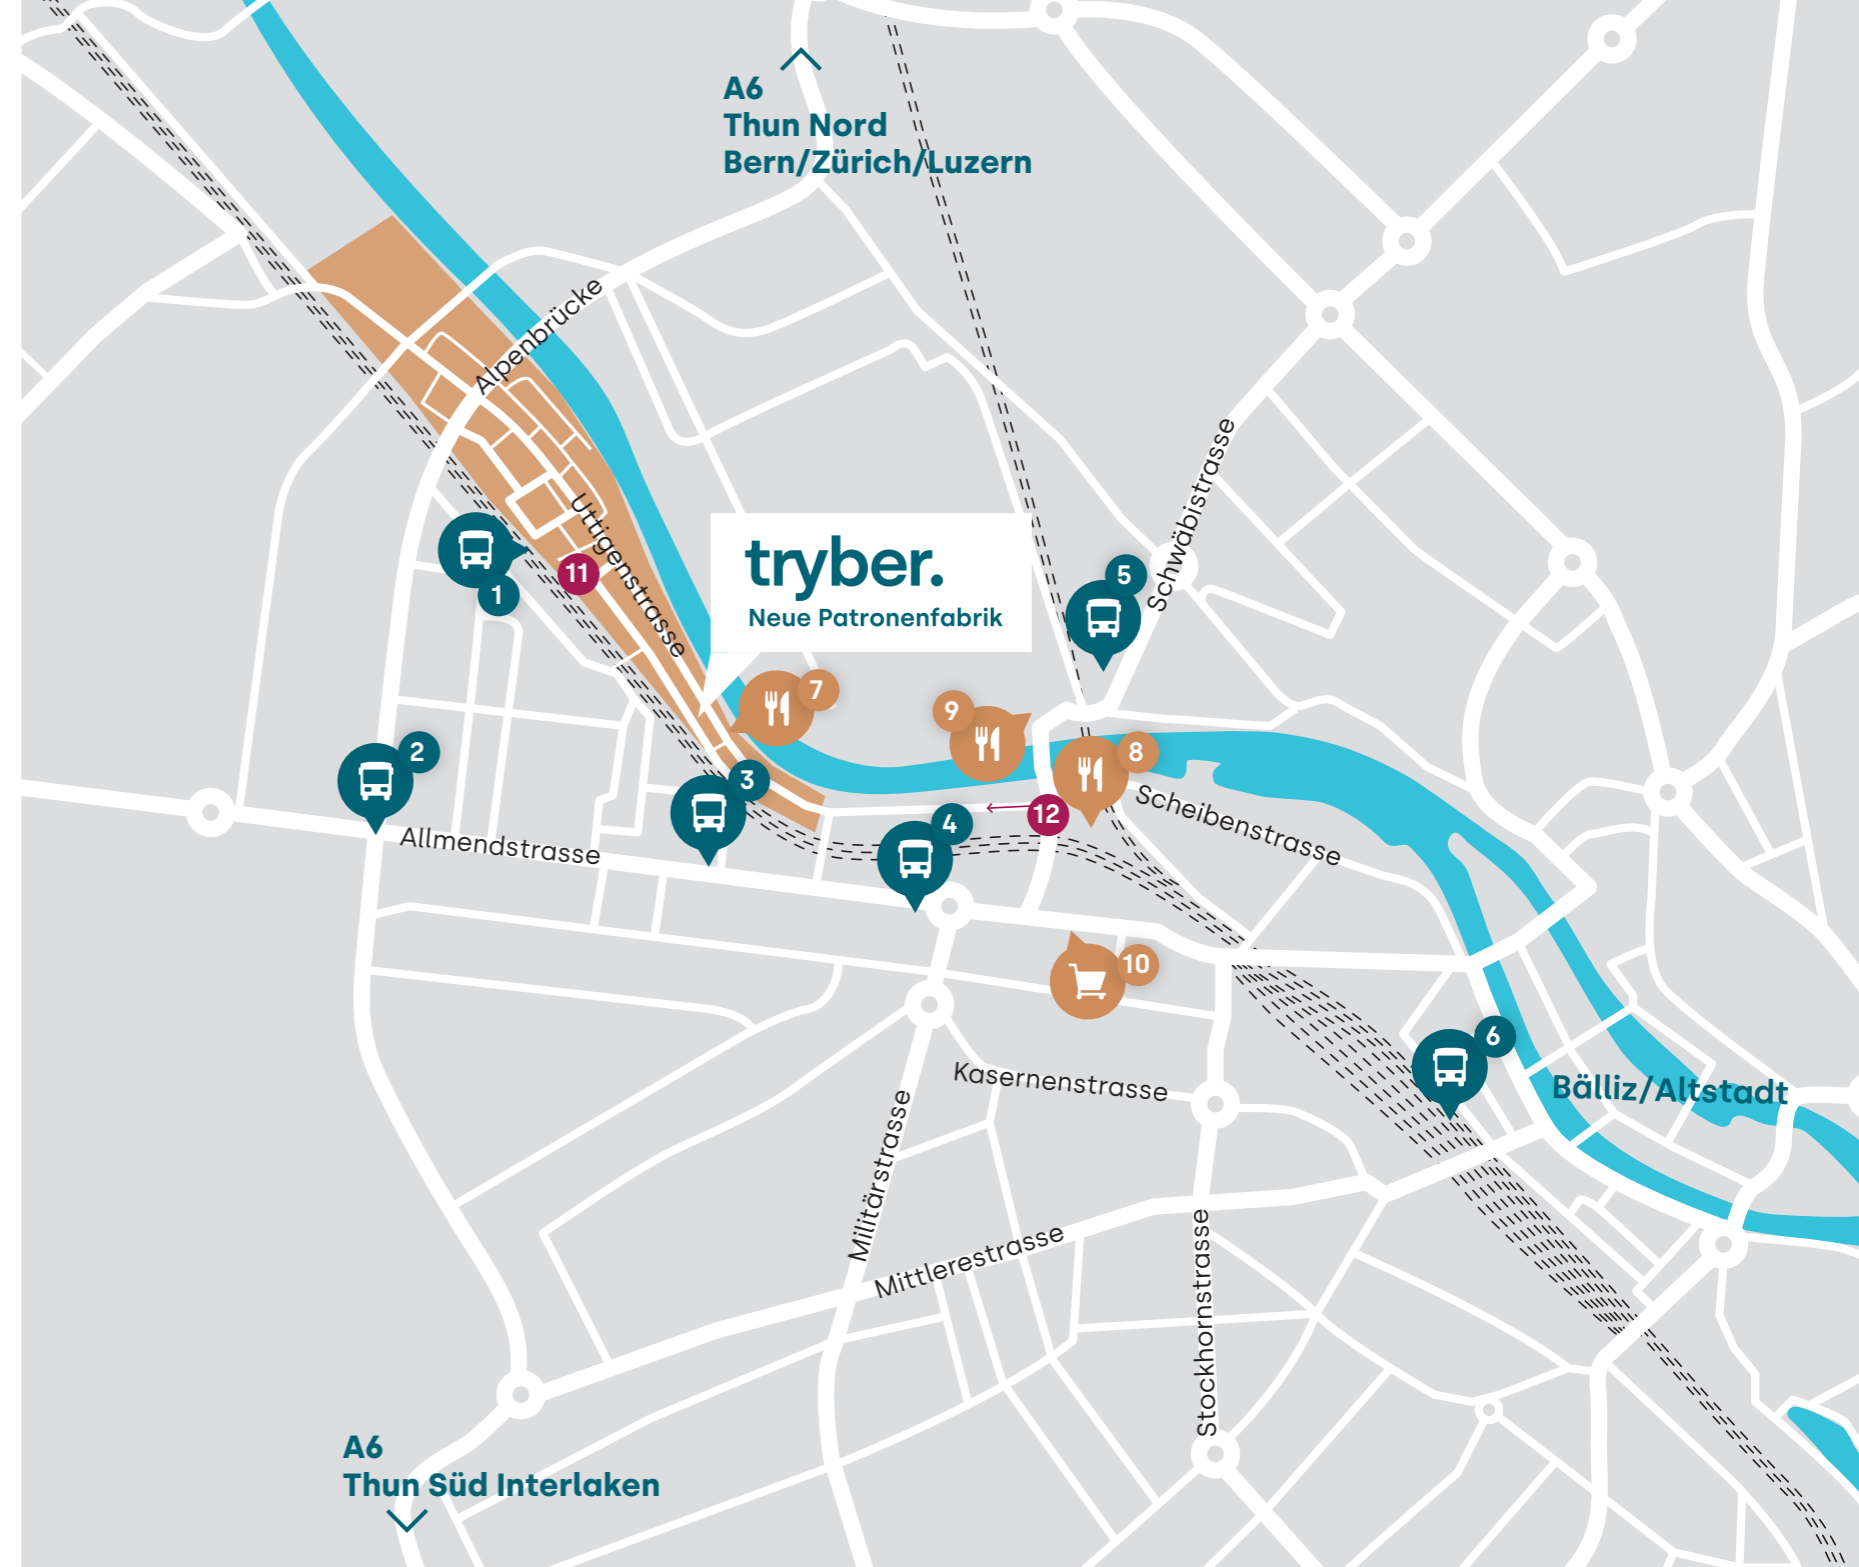 A6
Thun Nord
Bern/Zürich/Luzern
Alpenbrücke
Uttigenstrasse
tryber.
Neue Patronenfabrik
Schwäbistrasse
1
11
5
7
9
2
3
8
4
12
Scheibenstrasse
Allmendstrasse
10
6
Bälliz/Altstadt
Kasernenstrasse
Militärstrasse
Mittlerestrasse
Stockhornstrasse
A6
Thun Süd Interlaken